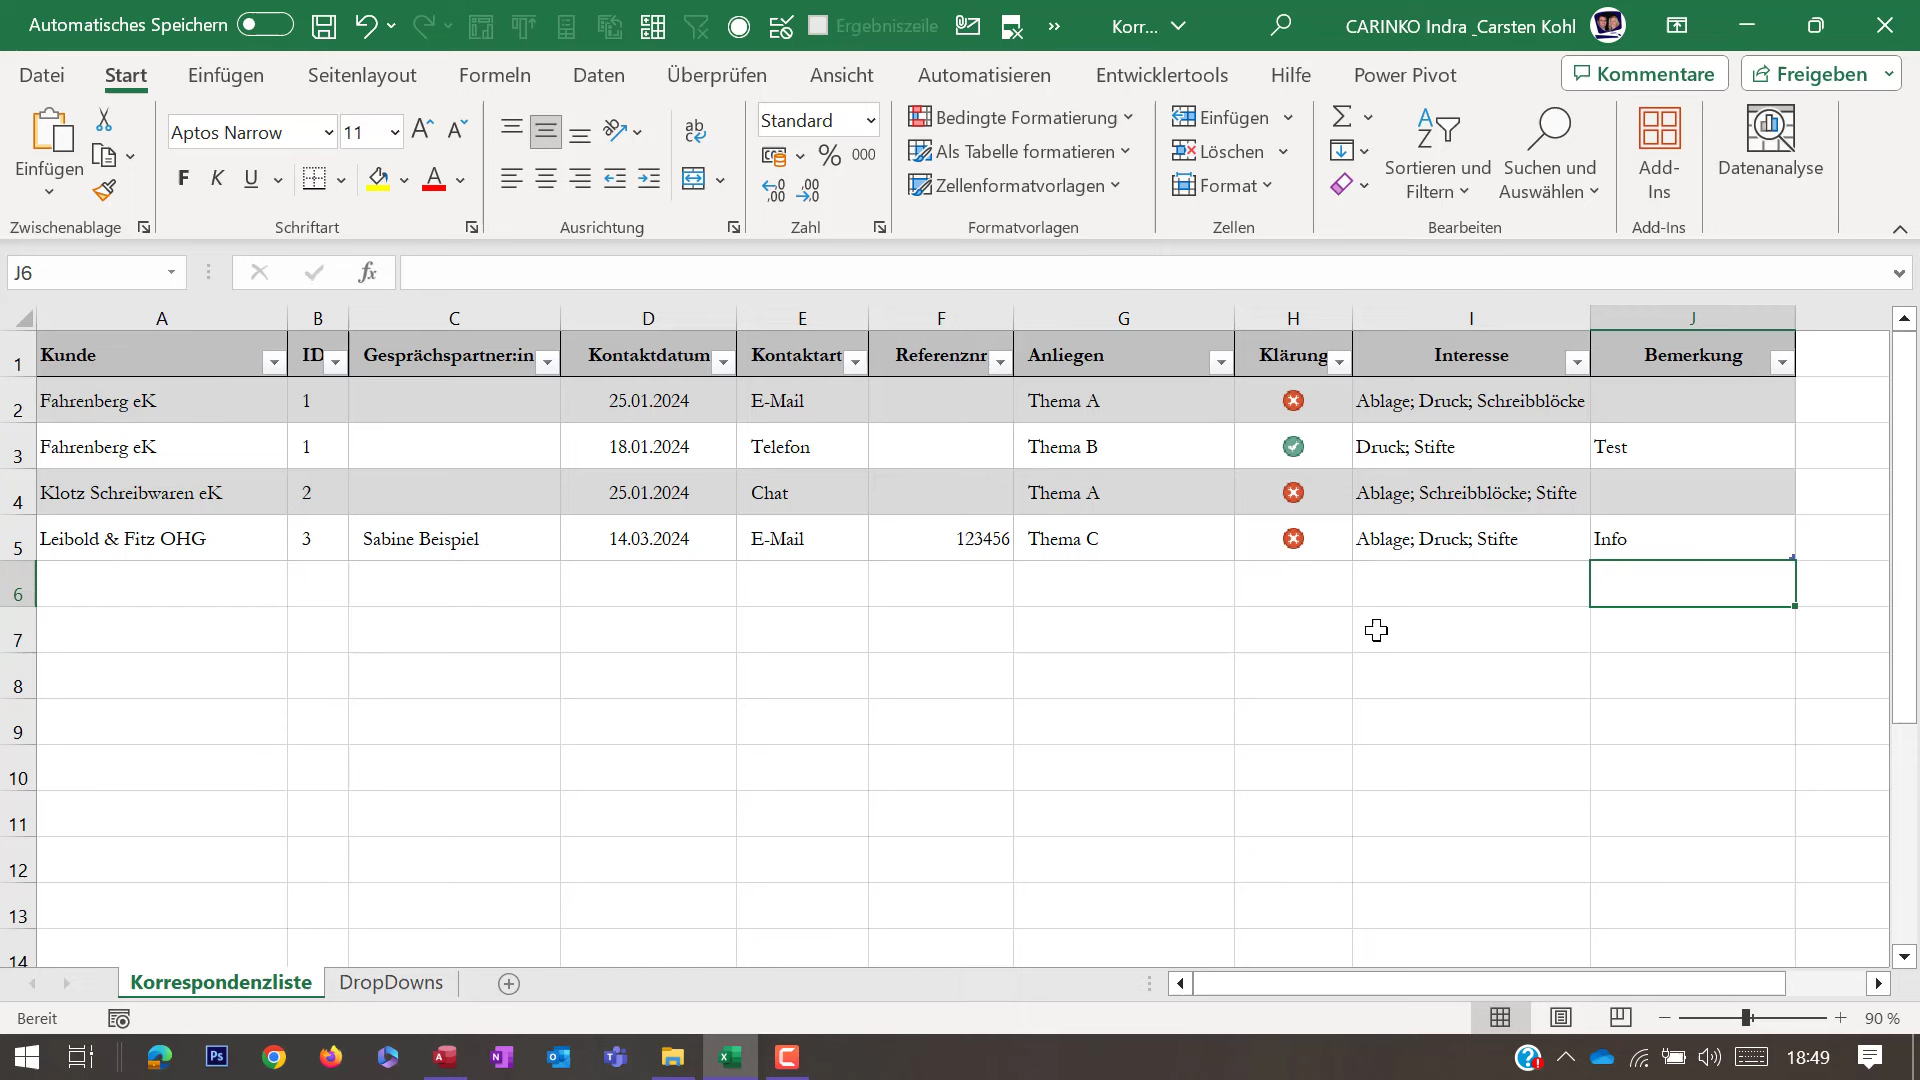 Automatisches Speichern
Ergebniszeile
Korr...
CARINKO Indra _Carsten Kohl
Datei Start Einfügen Seitenlayout Formeln Daten Überprüfen Ansicht Automatisieren Entwicklertools Hilfe Power Pivot
Kommentare Freigeben
Einfügen
Zwischenablage
Aptos Narrow 11
F K U
Schriftart
ab
Ausrichtung
Standard
% 000
Zahl
Bedingte Formatierung
Als Tabelle formatieren
Zellenformatvorlagen
Formatvorlagen
Einfügen
Löschen
Format
Zellen
Sortieren und
Filtern
Suchen und
Auswählen
Bearbeiten
Add-
Ins
Add-Ins
Datenanalyse
J6 fx
A B C D E F G H I J
1 Kunde ID Gesprächspartner:in Kontaktdatum Kontaktart Referenznr Anliegen Klärung Interesse Bemerkung
2 Fahrenberg eK 1 25.01.2024 E-Mail Thema A Ablage; Druck; Schreibblöcke
3 Fahrenberg eK 1 18.01.2024 Telefon Thema B Druck; Stifte Test
4 Klotz Schreibwaren eK 2 25.01.2024 Chat Thema A Ablage; Schreibblöcke; Stifte
5 Leibold & Fitz OHG 3 Sabine Beispiel 14.03.2024 E-Mail 123456 Thema C Ablage; Druck; Stifte Info
6
7
8
9
10
11
12
13
14
Korrespondenzliste DropDowns
Bereit
90 %
18:49